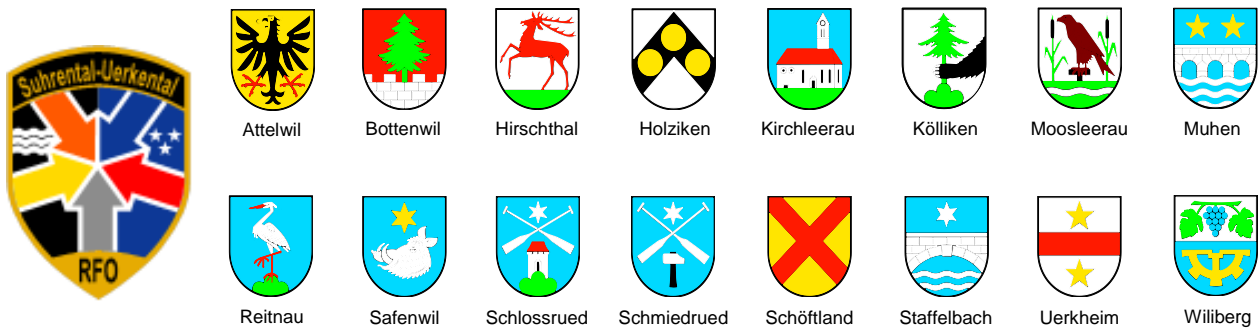 Suhrental-Uerkental
RFO
Attelwil
Bottenwil
Hirschthal
Holziken
Kirchleerau
Kölliken
Moosleerau
Muhen
Reitnau
Safenwil
Schlossrued
Schmiedrued
Schöftland
Staffelbach
Uerkheim
Wiliberg